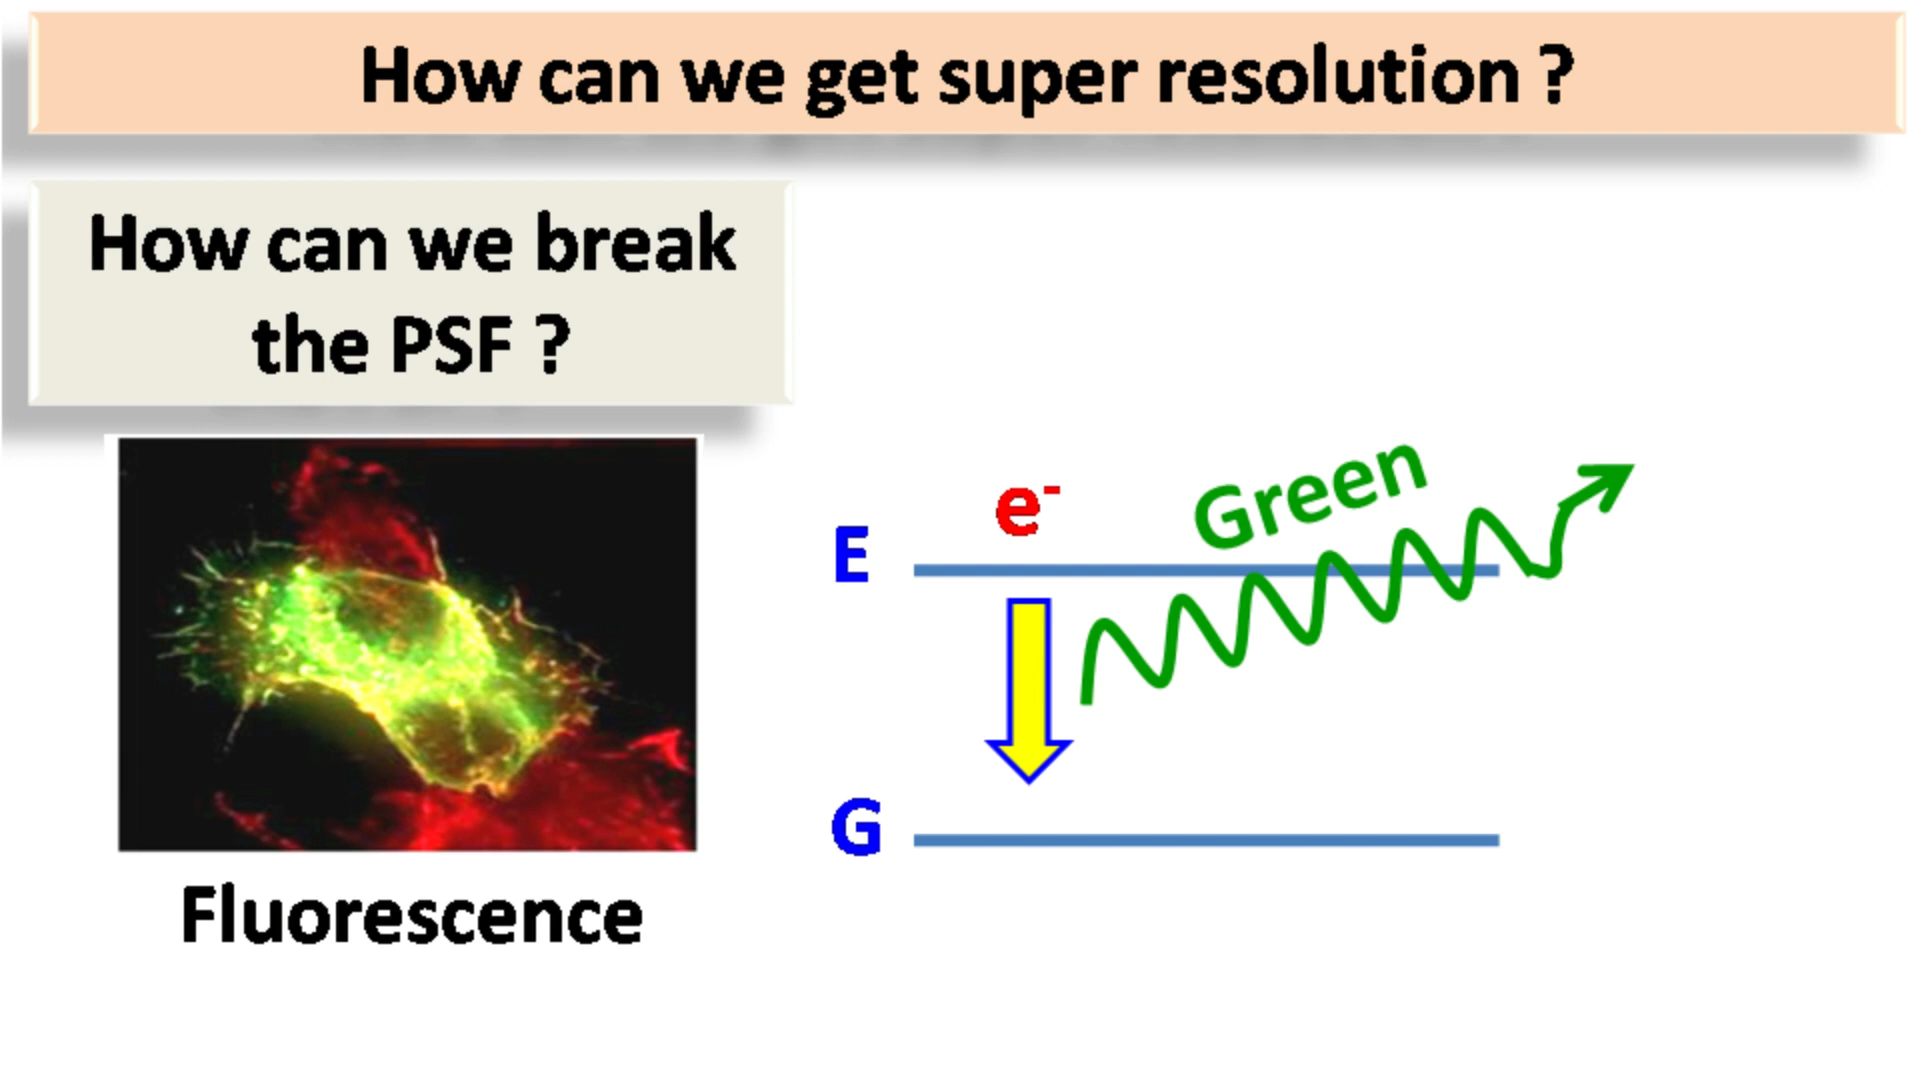 How can we get super resolution ?
How can we break
the PSF ?
e-
Green
E
G
Fluorescence